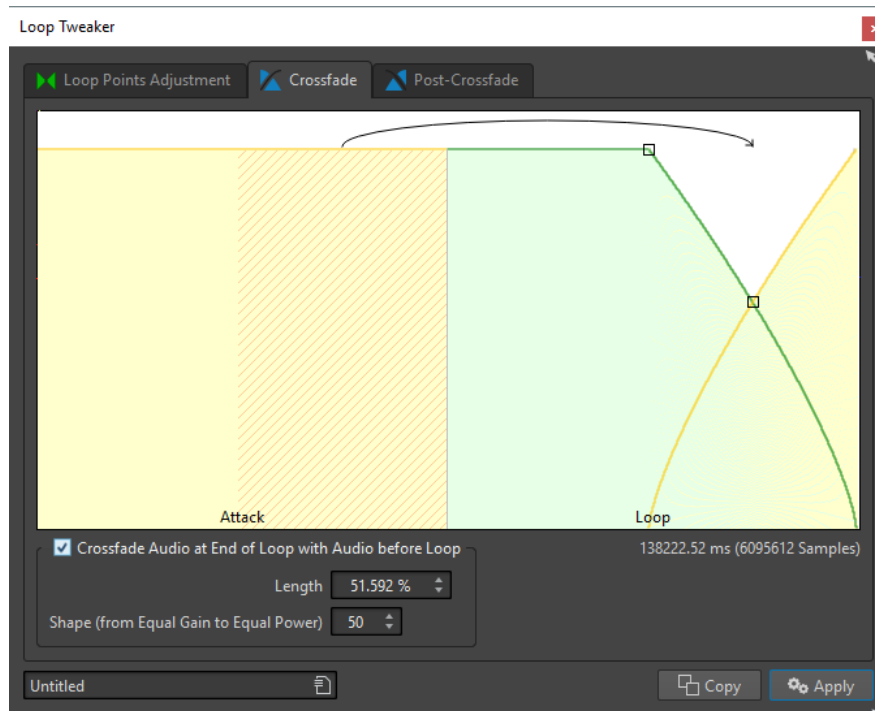 Loop Tweaker
Loop Points Adjustment Crossfade Post-Crossfade
Attack Loop
Crossfade Audio at End of Loop with Audio before Loop 138222.52 ms (6095612 Samples)
Length 51.592 %
Shape (from Equal Gain to Equal Power) 50
Untitled Copy Apply